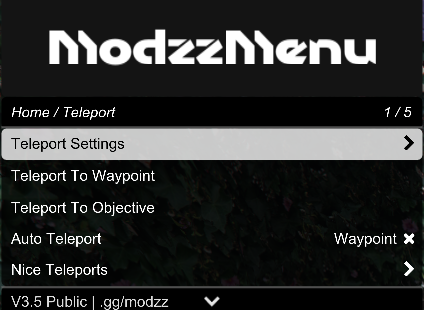 ModzzMenu
Home / Teleport 1 / 5
Teleport Settings
Teleport To Waypoint
Teleport To Objective
Auto Teleport Waypoint
Nice Teleports
V3.5 Public | .gg/modzz